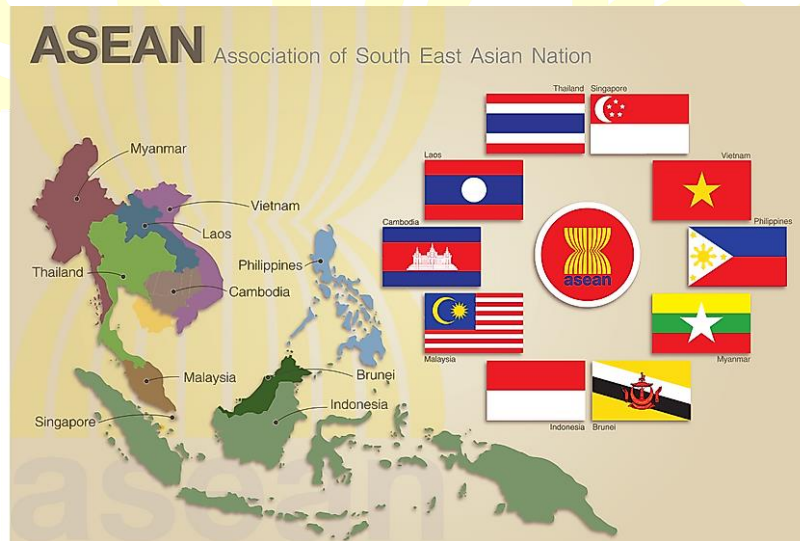 ASEAN Association of South East Asian Nation
Thailand Singapore
Myanmar
Laos
Vietnam
Vietnam
Cambodia
Philippines
Laos
Philippines
Thailand
Cambodia
asean
Malaysia
Myanmar
Malaysia
Brunei
Indonesia
Singapore
Indonesia Brunei
asean